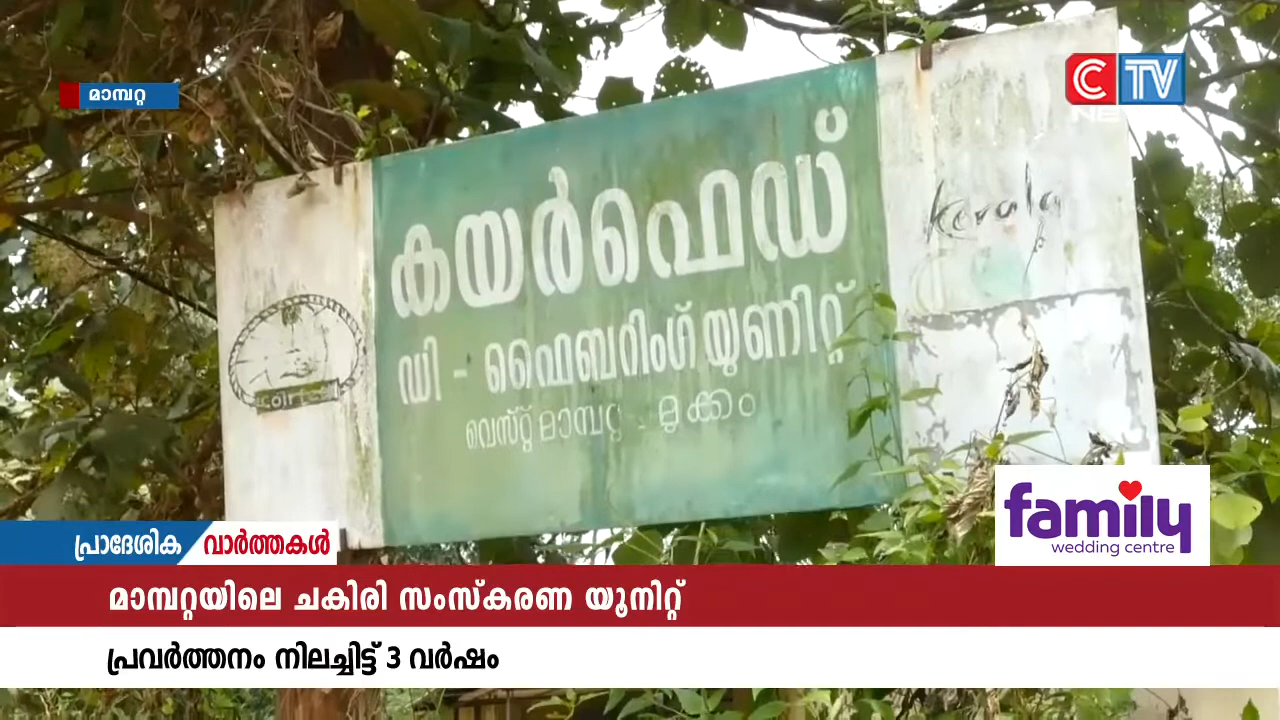 മാമ്പറ്റ
CTV
NE
കയർഫെഡ്
ഡി - ഫൈബറിംഗ് യൂണിറ്റ്
വെസ്റ്റ് മാമ്പറ്റ - മുക്കം
Kerala
family
wedding centre
പ്രാദേശിക വാർത്തകൾ
മാമ്പറ്റയിലെ ചകിരി സംസ്കരണ യൂനിറ്റ്
പ്രവർത്തനം നിലച്ചിട്ട് 3 വർഷം